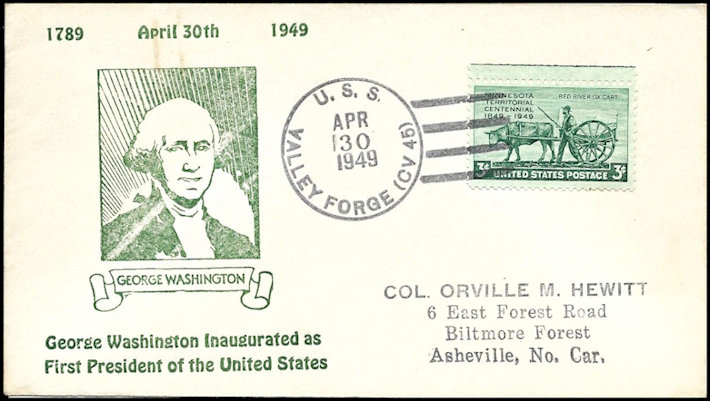 1789 April 30th 1949
GEORGE WASHINGTON
George Washington Inaugurated as
First President of the United States
U. S. S.
VALLEY FORGE (CV 45)
APR
30
1949
MINNESOTA
TERRITORIAL
CENTENNIAL
1849 - 1949
RED RIVER OX CART
3¢ UNITED STATES POSTAGE 3¢
COL. ORVILLE M. HEWITT
6 East Forest Road
Biltmore Forest
Asheville, No. Car.